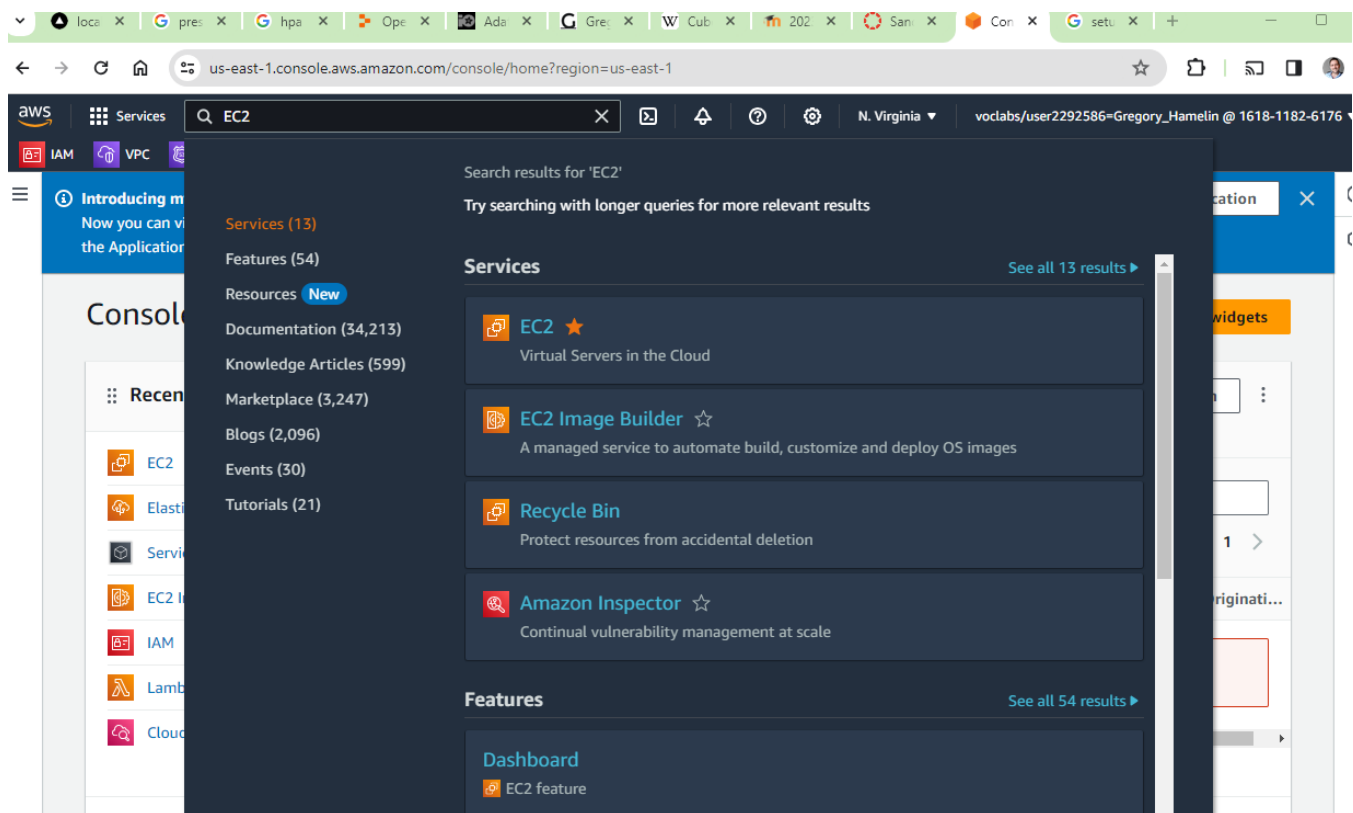 loca
pres
hpa
Ope
Ada
Greg
Cub
202
San
Con
setu
us-east-1.console.aws.amazon.com/console/home?region=us-east-1
aws
Services
EC2
N. Virginia
voclabs/user2292586=Gregory_Hamelin @ 1618-1182-6176
IAM
VPC
Introducing m
Now you can vi
the Application
cation
Search results for 'EC2'
Try searching with longer queries for more relevant results
Services (13)
Features (54)
Resources New
Documentation (34,213)
Knowledge Articles (599)
Marketplace (3,247)
Blogs (2,096)
Events (30)
Tutorials (21)
Services
See all 13 results
EC2
Virtual Servers in the Cloud
EC2 Image Builder
A managed service to automate build, customize and deploy OS images
Recycle Bin
Protect resources from accidental deletion
Amazon Inspector
Continual vulnerability management at scale
Features
See all 54 results
Dashboard
EC2 feature
Consol
widgets
Recen
EC2
Elasti
Servi
EC2 I
IAM
Lamb
Cloud
1
riginati...